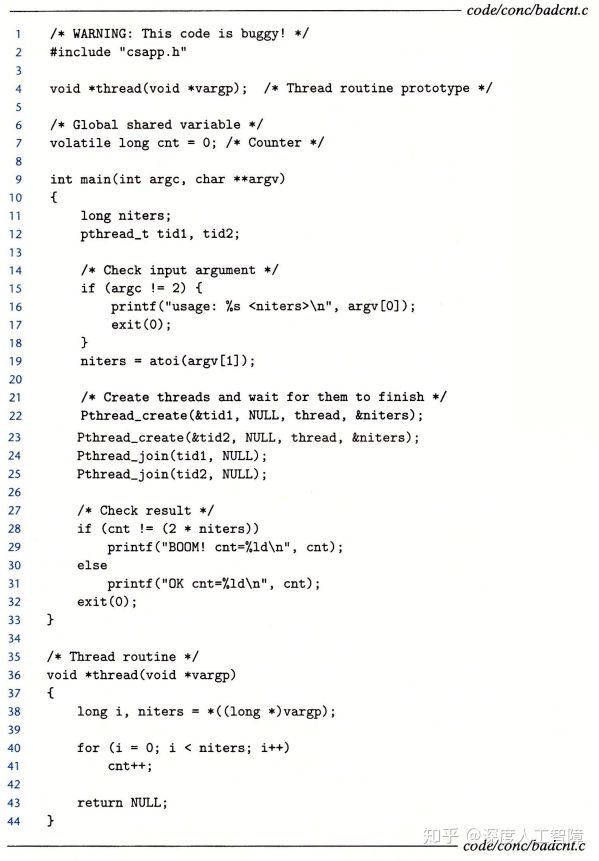 code/conc/badcnt.c
1 /* WARNING: This code is buggy! */
2 #include "csapp.h"
3
4 void *thread(void *vargp);  /* Thread routine prototype */
5
6 /* Global shared variable */
7 volatile long cnt = 0; /* Counter */
8
9 int main(int argc, char **argv)
10 {
11     long niters;
12     pthread_t tid1, tid2;
13
14     /* Check input argument */
15     if (argc != 2) {
16         printf("usage: %s <niters>\n", argv[0]);
17         exit(0);
18     }
19     niters = atoi(argv[1]);
20
21     /* Create threads and wait for them to finish */
22     Pthread_create(&tid1, NULL, thread, &niters);
23     Pthread_create(&tid2, NULL, thread, &niters);
24     Pthread_join(tid1, NULL);
25     Pthread_join(tid2, NULL);
26
27     /* Check result */
28     if (cnt != (2 * niters))
29         printf("BOOM! cnt=%ld\n", cnt);
30     else
31         printf("OK cnt=%ld\n", cnt);
32     exit(0);
33 }
34
35 /* Thread routine */
36 void *thread(void *vargp)
37 {
38     long i, niters = *((long *)vargp);
39
40     for (i = 0; i < niters; i++)
41         cnt++;
42
43     return NULL;
44 }
知乎 @深度人工智障
code/conc/badcnt.c